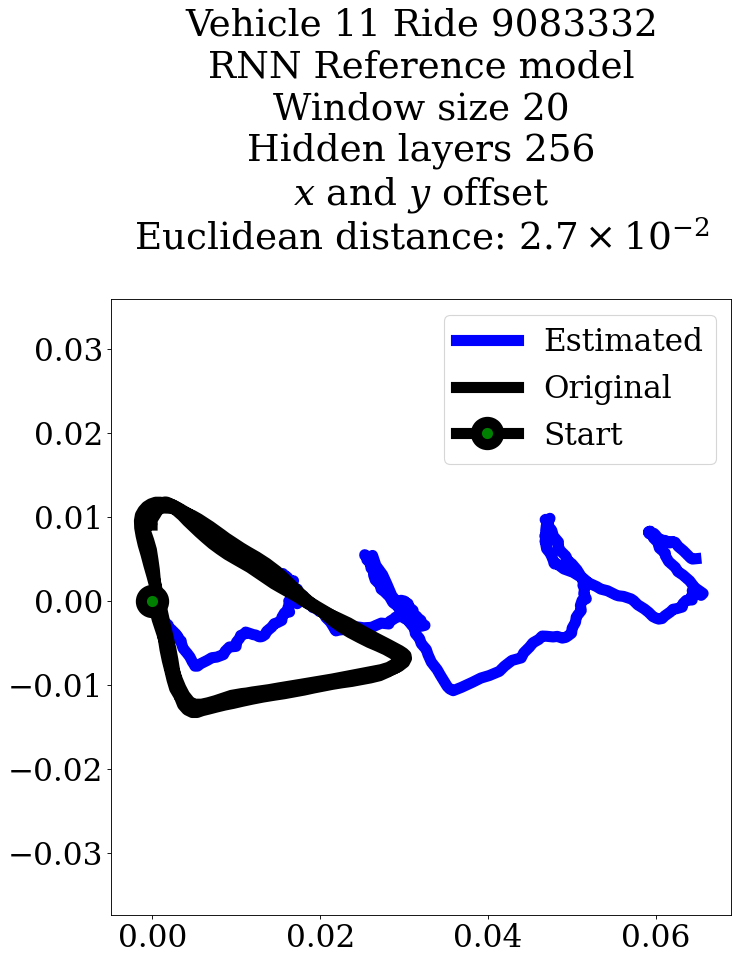 Vehicle 11 Ride 9083332
RNN Reference model
Window size 20
Hidden layers 256
x and y offset
Euclidean distance: 2.7 × 10⁻²
Estimated
Original
Start
0.03
0.02
0.01
0.00
−0.01
−0.02
−0.03
0.00 0.02 0.04 0.06